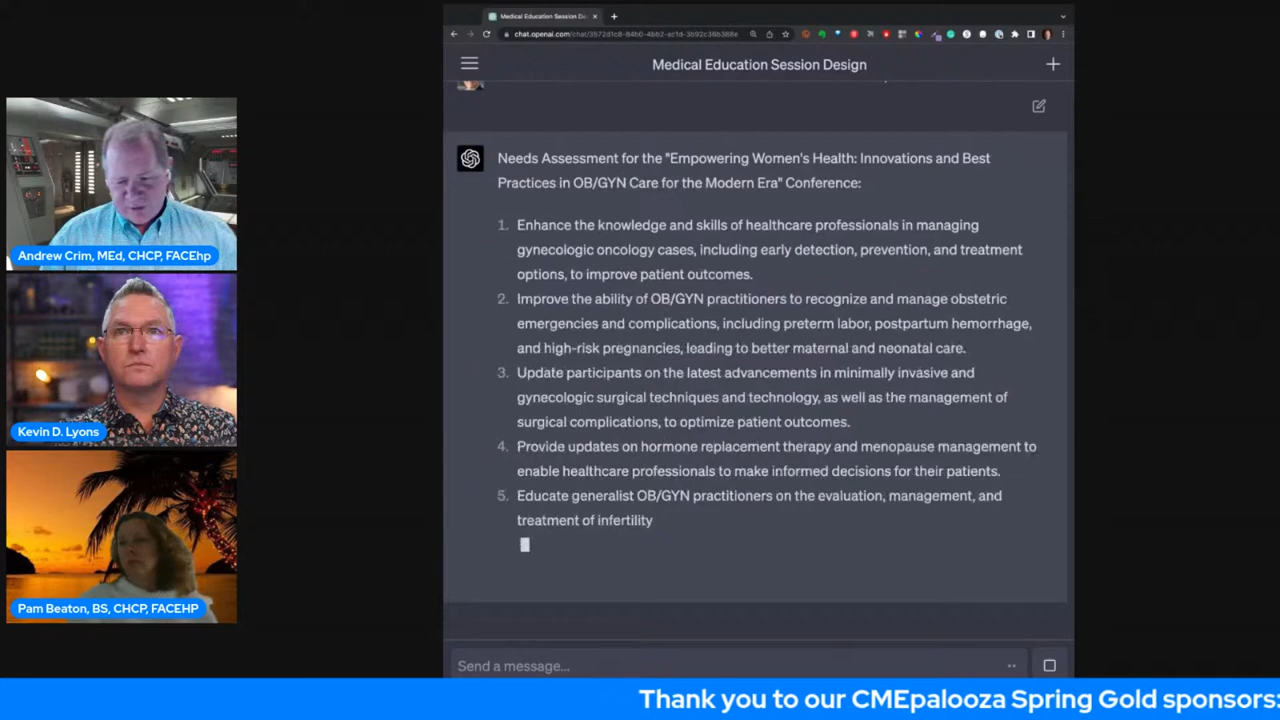 Medical Education Session De
Medical Education Session Design
Needs Assessment for the "Empowering Women's Health: Innovations and Best
Practices in OB/GYN Care for the Modern Era" Conference:
1. Enhance the knowledge and skills of healthcare professionals in managing
gynecologic oncology cases, including early detection, prevention, and treatment
options, to improve patient outcomes.
2. Improve the ability of OB/GYN practitioners to recognize and manage obstetric
emergencies and complications, including preterm labor, postpartum hemorrhage,
and high-risk pregnancies, leading to better maternal and neonatal care.
3. Update participants on the latest advancements in minimally invasive and
gynecologic surgical techniques and technology, as well as the management of
surgical complications, to optimize patient outcomes.
4. Provide updates on hormone replacement therapy and menopause management to
enable healthcare professionals to make informed decisions for their patients.
5. Educate generalist OB/GYN practitioners on the evaluation, management, and
treatment of infertility
Send a message...
Andrew Crim, MEd, CHCP, FACEhp
Kevin D. Lyons
Pam Beaton, BS, CHCP, FACEHP
Thank you to our CMEpalooza Spring Gold sponsors: